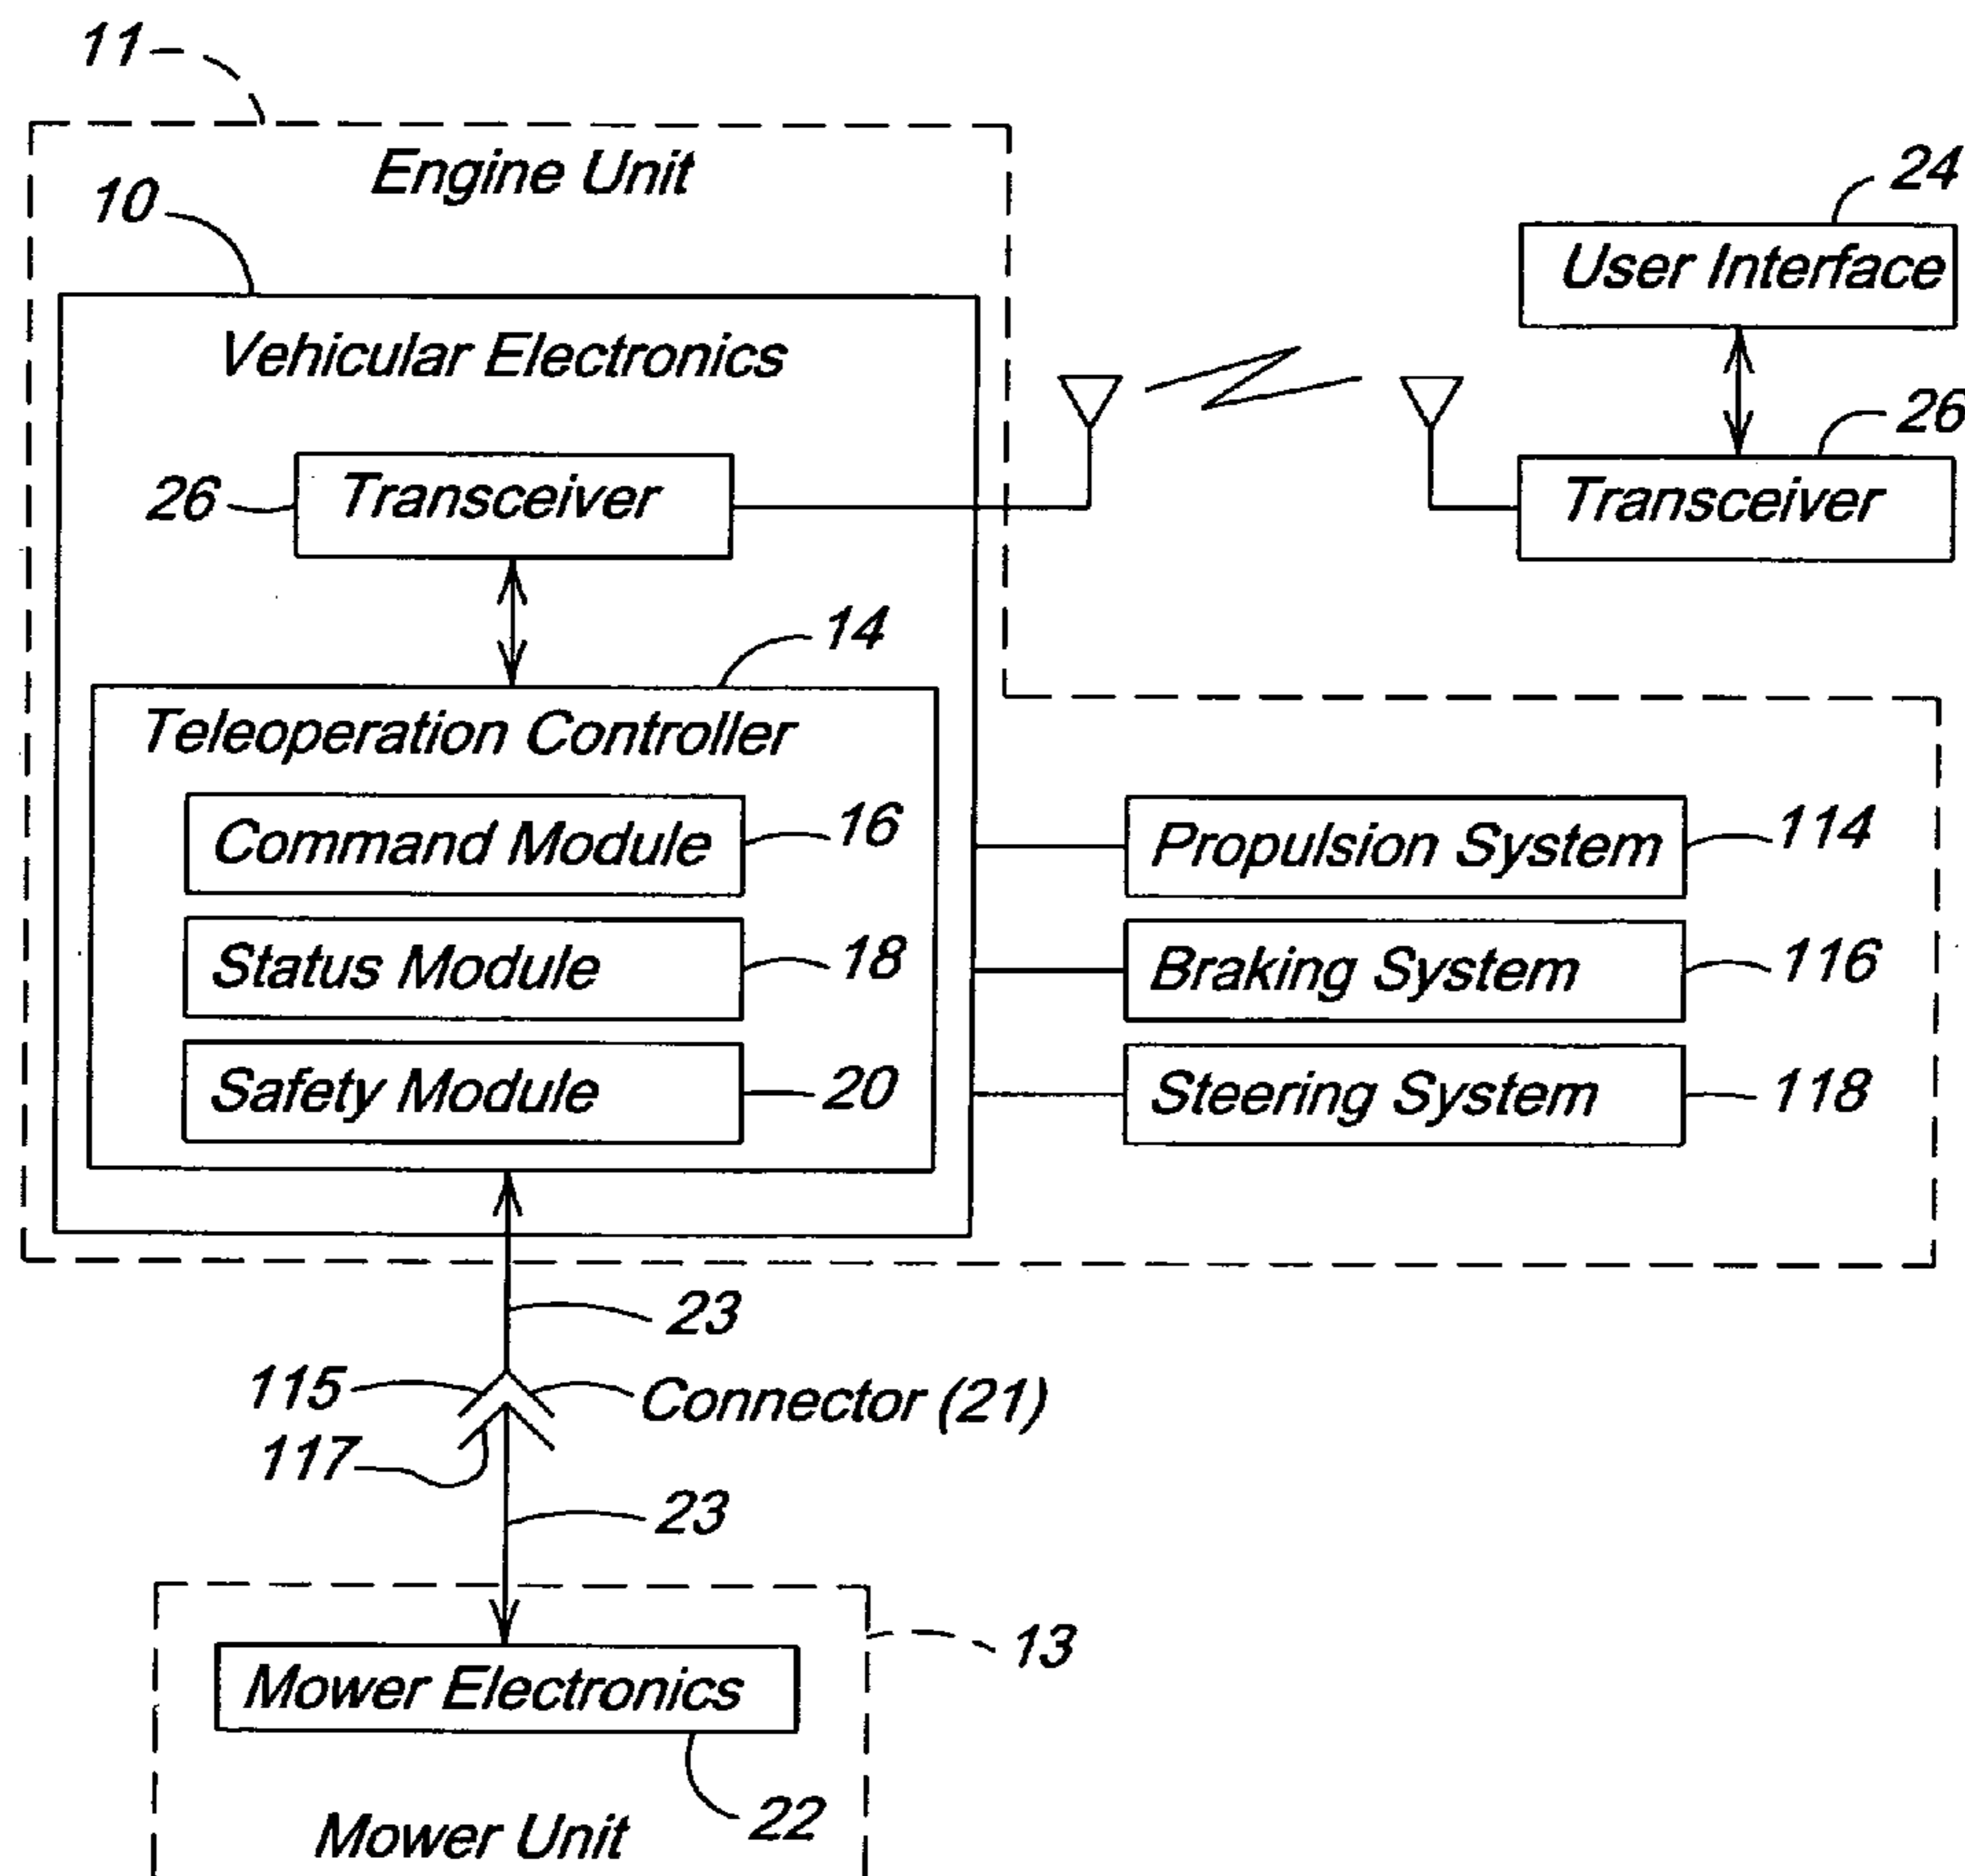 11
Engine Unit
10
24
User Interface
Vehicular Electronics
26
Transceiver
26
Transceiver
14
Teleoperation Controller
Command Module
16
Propulsion System
114
Status Module
18
Braking System
116
Safety Module
20
Steering System
118
23
115
Connector (21)
117
23
13
Mower Electronics
22
Mower Unit